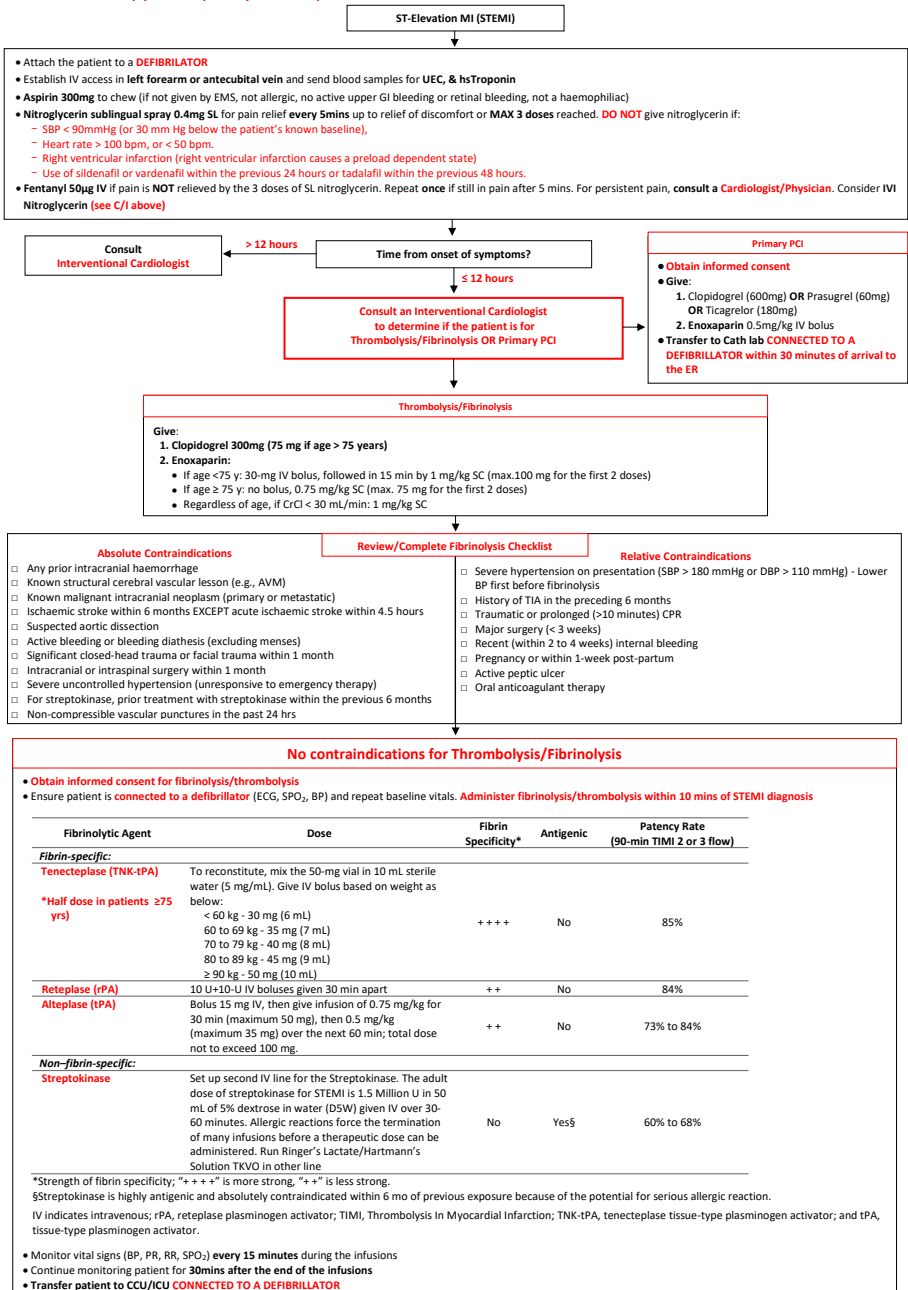 ST-Elevation MI (STEMI)
• Attach the patient to a DEFIBRILATOR
• Establish IV access in left forearm or antecubital vein and send blood samples for UEC, & hsTroponin
• Aspirin 300mg to chew (if not given by EMS, not allergic, no active upper GI bleeding or retinal bleeding, not a haemophiliac)
• Nitroglycerin sublingual spray 0.4mg SL for pain relief every 5mins up to relief of discomfort or MAX 3 doses reached. DO NOT give nitroglycerin if:
− SBP < 90mmHg (or 30 mm Hg below the patient's known baseline),
− Heart rate > 100 bpm, or < 50 bpm.
− Right ventricular infarction (right ventricular infarction causes a preload dependent state)
− Use of sildenafil or vardenafil within the previous 24 hours or tadalafil within the previous 48 hours.
• Fentanyl 50µg IV if pain is NOT relieved by the 3 doses of SL nitroglycerin. Repeat once if still in pain after 5 mins. For persistent pain, consult a Cardiologist/Physician. Consider IVI
Nitroglycerin (see C/I above)
Consult
Interventional Cardiologist
> 12 hours
Time from onset of symptoms?
≤ 12 hours
Consult an Interventional Cardiologist
to determine if the patient is for
Thrombolysis/Fibrinolysis OR Primary PCI
Primary PCI
• Obtain informed consent
• Give:
1. Clopidogrel (600mg) OR Prasugrel (60mg)
OR Ticagrelor (180mg)
2. Enoxaparin 0.5mg/kg IV bolus
• Transfer to Cath lab CONNECTED TO A
DEFIBRILLATOR within 30 minutes of arrival to
the ER
Thrombolysis/Fibrinolysis
Give:
1. Clopidogrel 300mg (75 mg if age > 75 years)
2. Enoxaparin:
• If age <75 y: 30-mg IV bolus, followed in 15 min by 1 mg/kg SC (max.100 mg for the first 2 doses)
• If age ≥ 75 y: no bolus, 0.75 mg/kg SC (max. 75 mg for the first 2 doses)
• Regardless of age, if CrCl < 30 mL/min: 1 mg/kg SC
Review/Complete Fibrinolysis Checklist
Absolute Contraindications
□ Any prior intracranial haemorrhage
□ Known structural cerebral vascular lesson (e.g., AVM)
□ Known malignant intracranial neoplasm (primary or metastatic)
□ Ischaemic stroke within 6 months EXCEPT acute ischaemic stroke within 4.5 hours
□ Suspected aortic dissection
□ Active bleeding or bleeding diathesis (excluding menses)
□ Significant closed-head trauma or facial trauma within 1 month
□ Intracranial or intraspinal surgery within 1 month
□ Severe uncontrolled hypertension (unresponsive to emergency therapy)
□ For streptokinase, prior treatment with streptokinase within the previous 6 months
□ Non-compressible vascular punctures in the past 24 hrs
Relative Contraindications
□ Severe hypertension on presentation (SBP > 180 mmHg or DBP > 110 mmHg) - Lower
BP first before fibrinolysis
□ History of TIA in the preceding 6 months
□ Traumatic or prolonged (>10 minutes) CPR
□ Major surgery (< 3 weeks)
□ Recent (within 2 to 4 weeks) internal bleeding
□ Pregnancy or within 1-week post-partum
□ Active peptic ulcer
□ Oral anticoagulant therapy
No contraindications for Thrombolysis/Fibrinolysis
• Obtain informed consent for fibrinolysis/thrombolysis
• Ensure patient is connected to a defibrillator (ECG, SPO₂, BP) and repeat baseline vitals. Administer fibrinolysis/thrombolysis within 10 mins of STEMI diagnosis
Fibrinolytic Agent Dose Fibrin Specificity* Antigenic Patency Rate (90-min TIMI 2 or 3 flow)
Fibrin-specific:
Tenecteplase (TNK-tPA)
*Half dose in patients ≥75
yrs)
To reconstitute, mix the 50-mg vial in 10 mL sterile
water (5 mg/mL). Give IV bolus based on weight as
below:
< 60 kg - 30 mg (6 mL)
60 to 69 kg - 35 mg (7 mL)
70 to 79 kg - 40 mg (8 mL)
80 to 89 kg - 45 mg (9 mL)
≥ 90 kg - 50 mg (10 mL)
+ + + + No 85%
Reteplase (rPA) 10 U+10-U IV boluses given 30 min apart + + No 84%
Alteplase (tPA)
Bolus 15 mg IV, then give infusion of 0.75 mg/kg for
30 min (maximum 50 mg), then 0.5 mg/kg
(maximum 35 mg) over the next 60 min; total dose
not to exceed 100 mg.
+ + No 73% to 84%
Non–fibrin-specific:
Streptokinase
Set up second IV line for the Streptokinase. The adult
dose of streptokinase for STEMI is 1.5 Million U in 50
mL of 5% dextrose in water (D5W) given IV over 30-
60 minutes. Allergic reactions force the termination
of many infusions before a therapeutic dose can be
administered. Run Ringer's Lactate/Hartmann's
Solution TKVO in other line
No Yes§ 60% to 68%
*Strength of fibrin specificity; "+ + + +" is more strong, "+ +" is less strong.
§Streptokinase is highly antigenic and absolutely contraindicated within 6 mo of previous exposure because of the potential for serious allergic reaction.
IV indicates intravenous; rPA, reteplase plasminogen activator; TIMI, Thrombolysis In Myocardial Infarction; TNK-tPA, tenecteplase tissue-type plasminogen activator; and tPA,
tissue-type plasminogen activator.
• Monitor vital signs (BP, PR, RR, SPO₂) every 15 minutes during the infusions
• Continue monitoring patient for 30mins after the end of the infusions
• Transfer patient to CCU/ICU CONNECTED TO A DEFIBRILLATOR